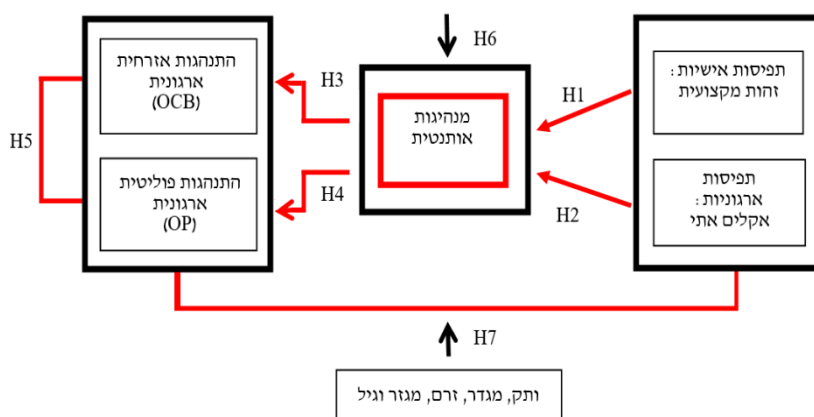 תפיסות אישיות :
זהות מקצועית
תפיסות
ארגוניות :
אקלים אתי
H1
H2
H6
מנהיגות
אותנטית
H3
H4
התנהגות אזרחית
ארגונית
(OCB)
התנהגות פוליטית
ארגונית
(OP)
H5
H7
ותק, מגדר, זרם, מגזר וגיל